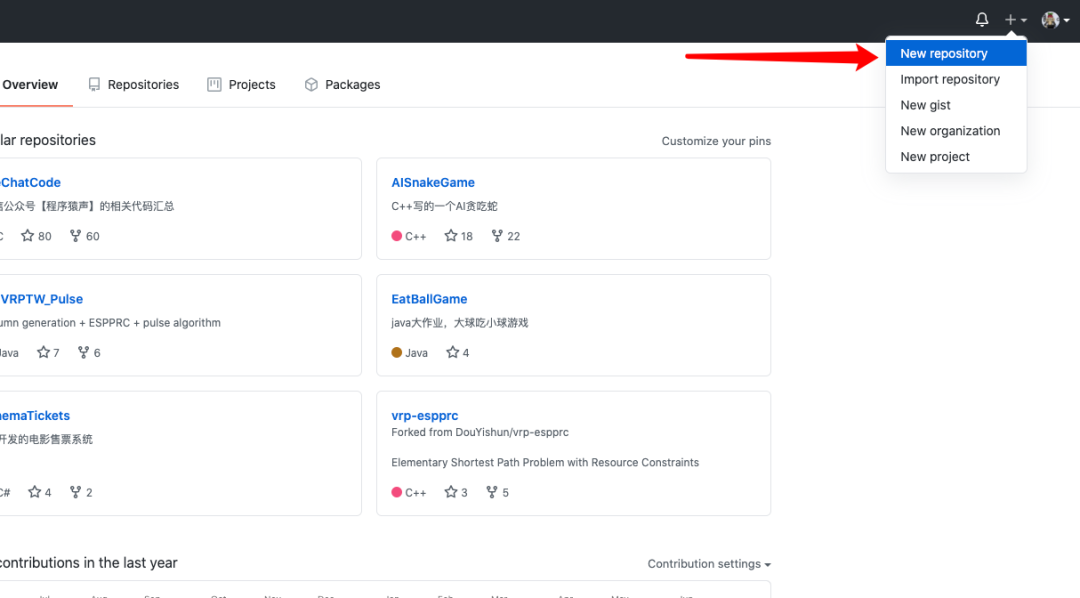 New repository
Import repository
New gist
New organization
New project
Overview
Repositories
Projects
Packages
lar repositories
Customize your pins
ChatCode
公众号【程序猿声】的相关代码汇总
80 60
AISnakeGame
C++写的一个AI贪吃蛇
C++ 18 22
VRPTW_Pulse
umn generation + ESPPRC + pulse algorithm
Java 7 6
EatBallGame
java大作业，大球吃小球游戏
Java 4
emaTickets
开发的电影售票系统
C# 4 2
vrp-espprc
Forked from DouYishun/vrp-espprc
Elementary Shortest Path Problem with Resource Constraints
C++ 3 5
contributions in the last year
Contribution settings